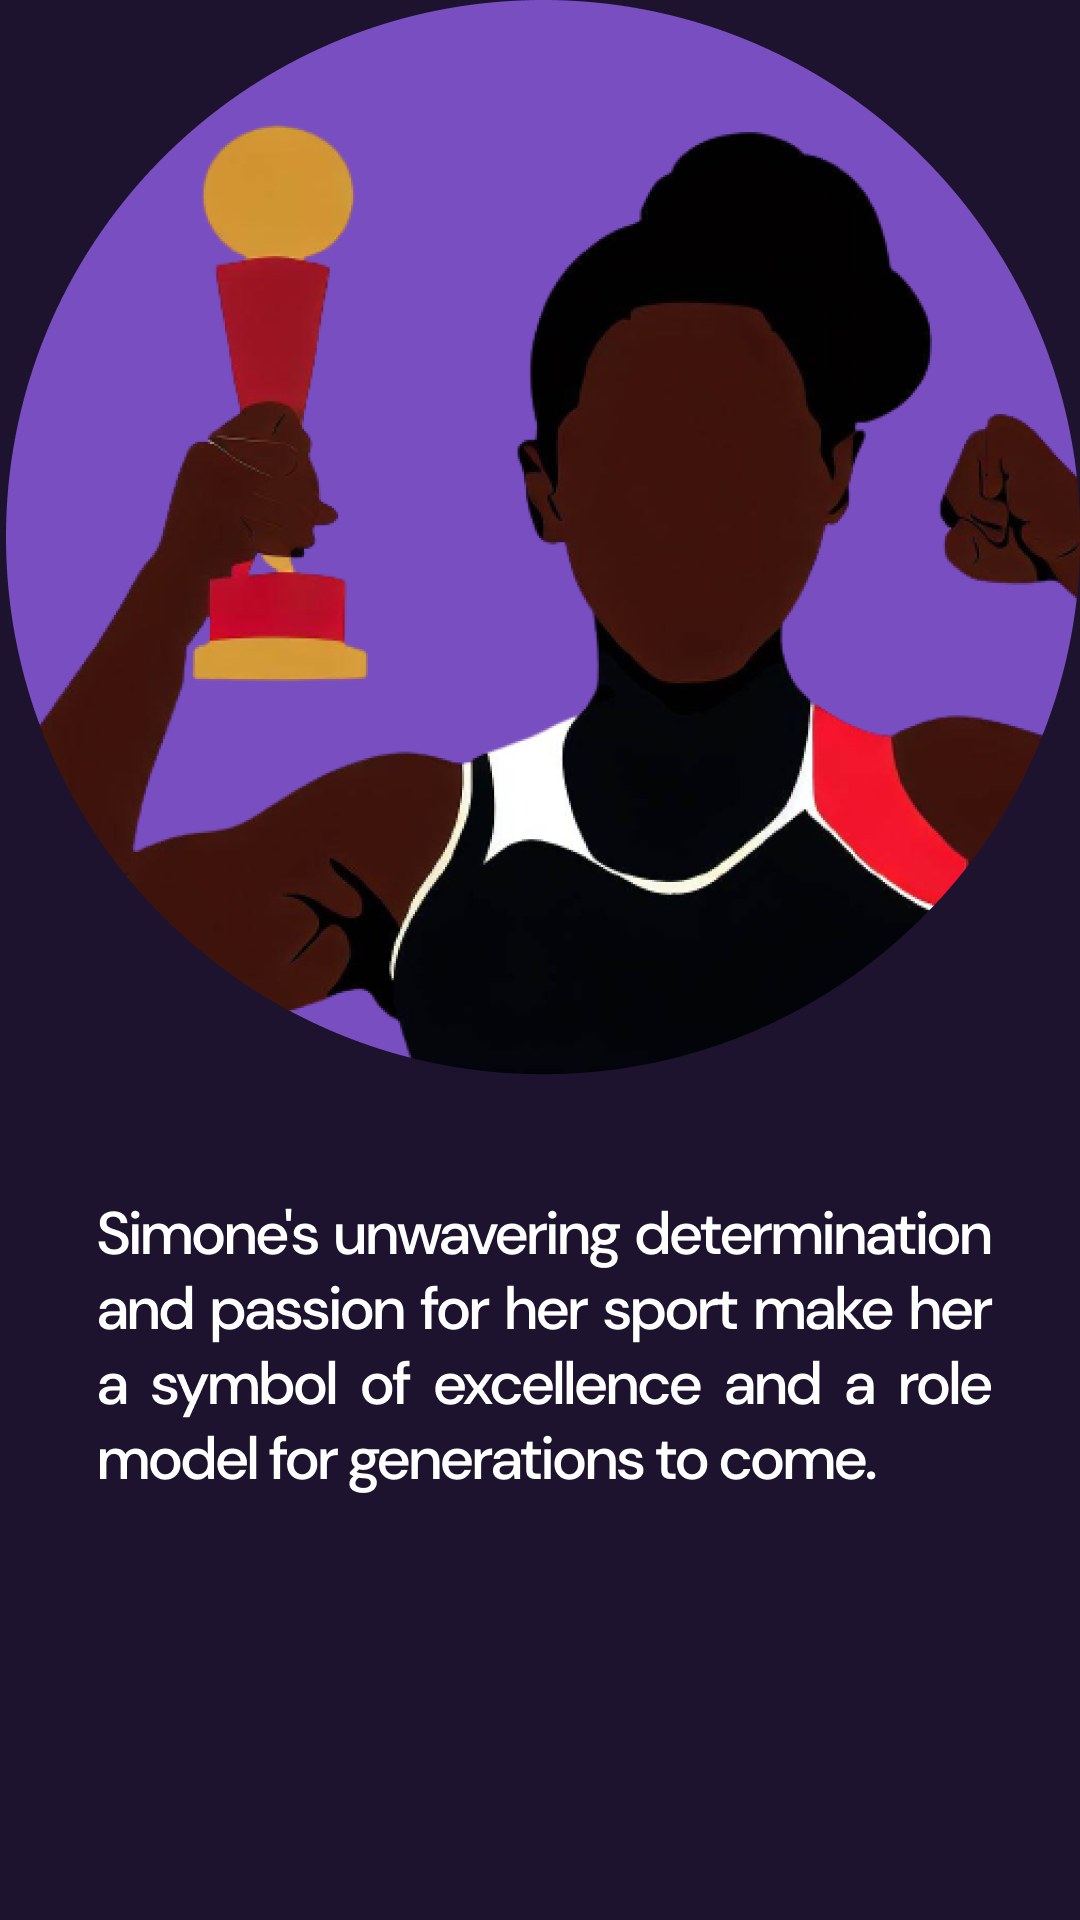 Simone's unwavering determination
and passion for her sport make her
a symbol of excellence and a role
model for generations to come.